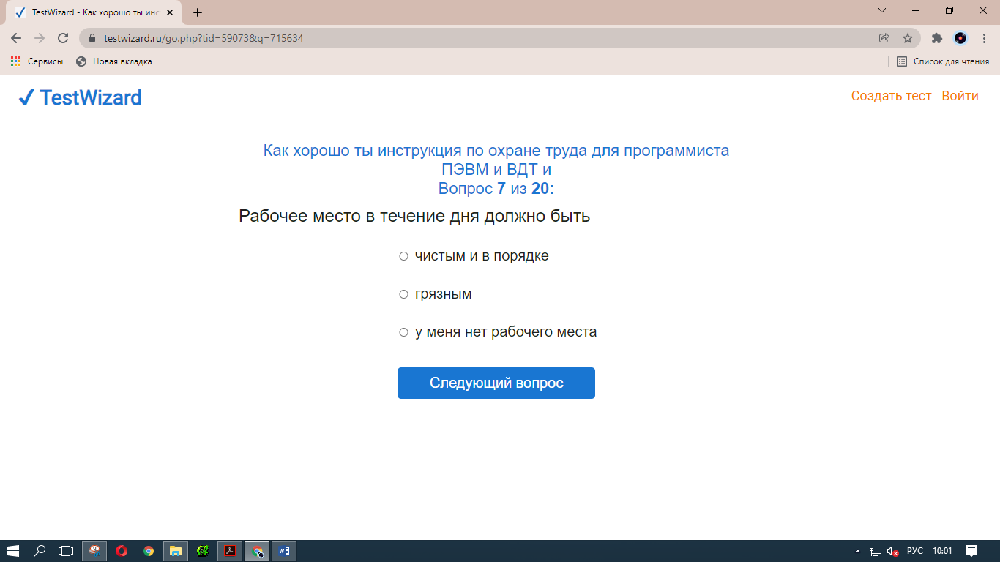 TestWizard - Как хорошо ты инс
testwizard.ru/go.php?tid=59073&q=715634
Сервисы
Новая вкладка
Список для чтения
TestWizard
Создать тест
Войти
Как хорошо ты инструкция по охране труда для программиста
ПЭВМ и ВДТ и
Вопрос 7 из 20:
Рабочее место в течение дня должно быть
чистым и в порядке
грязным
у меня нет рабочего места
Следующий вопрос
РУС
10:01